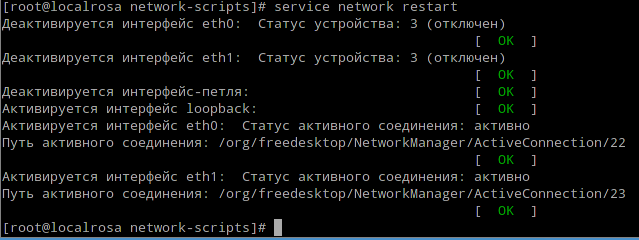 [root@localrosa network-scripts]# service network restart
Деактивируется интерфейс eth0:  Статус устройства: 3 (отключен)
[  OK  ]
Деактивируется интерфейс eth1:  Статус устройства: 3 (отключен)
[  OK  ]
Деактивируется интерфейс-петля: [  OK  ]
Активируется интерфейс loopback: [  OK  ]
Активируется интерфейс eth0:  Статус активного соединения: активно
Путь активного соединения: /org/freedesktop/NetworkManager/ActiveConnection/22
[  OK  ]
Активируется интерфейс eth1:  Статус активного соединения: активно
Путь активного соединения: /org/freedesktop/NetworkManager/ActiveConnection/23
[  OK  ]
[root@localrosa network-scripts]#